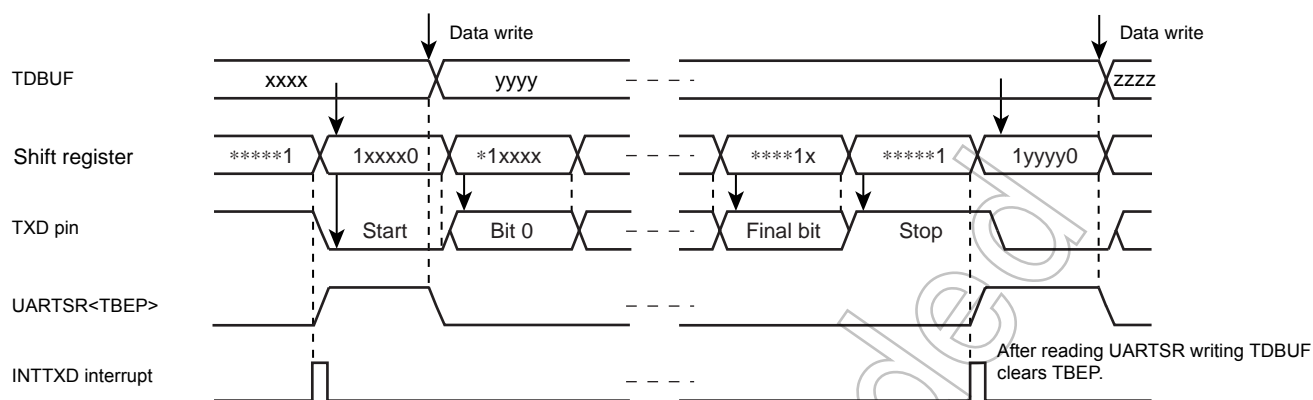 Data write Data write
TDBUF xxxx yyyy zzzz
Shift register *****1 1xxxx0 *1xxxx ****1x *****1 1yyyy0
TXD pin Start Bit 0 Final bit Stop
UARTSR<TBEP>
After reading UARTSR writing TDBUF
INTTXD interrupt clears TBEP.